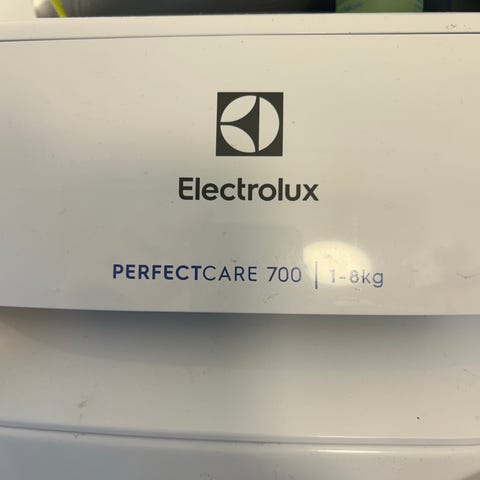 Electrolux
PERFECTCARE 700 | 1-8kg